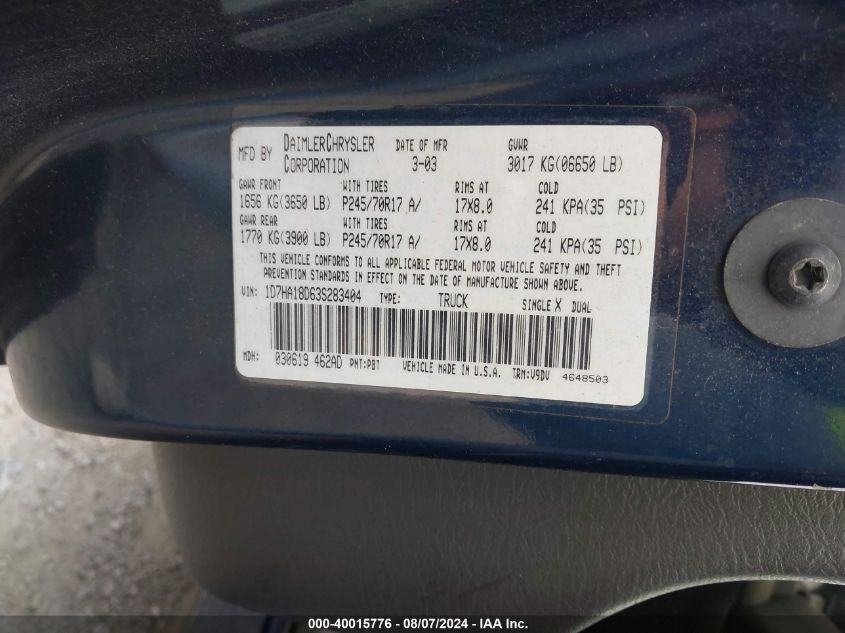 MFD BY DAIMLERCHRYSLER CORPORATION DATE OF MFR 3-03 GVWR 3017 KG(06650 LB)
GAWR FRONT WITH TIRES RIMS AT COLD
1656 KG(3650 LB) P245/70R17 A/ 17X8.0 241 KPA(35 PSI)
GAWR REAR WITH TIRES RIMS AT COLD
1770 KG(3900 LB) P245/70R17 A/ 17X8.0 241 KPA(35 PSI)
THIS VEHICLE CONFORMS TO ALL APPLICABLE FEDERAL MOTOR VEHICLE SAFETY AND THEFT
PREVENTION STANDARDS IN EFFECT ON THE DATE OF MANUFACTURE SHOWN ABOVE.
VIN: 1D7HA18D63S283404 TYPE: TRUCK SINGLE X DUAL
MDH: 030619 462AD PNT:PBT VEHICLE MADE IN U.S.A. TRM:V9DV 4648503
000-40015776 - 08/07/2024 - IAA Inc.